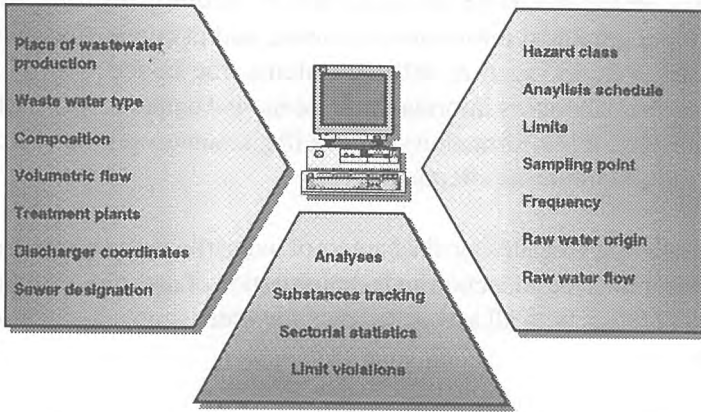 Place of wastewater
production
Waste water type
Composition
Volumetric flow
Treatment plants
Discharger coordinates
Sewer designation
Analyses
Substances tracking
Sectorial statistics
Limit violations
Hazard class
Anaylisis schedule
Limits
Sampling point
Frequency
Raw water origin
Raw water flow